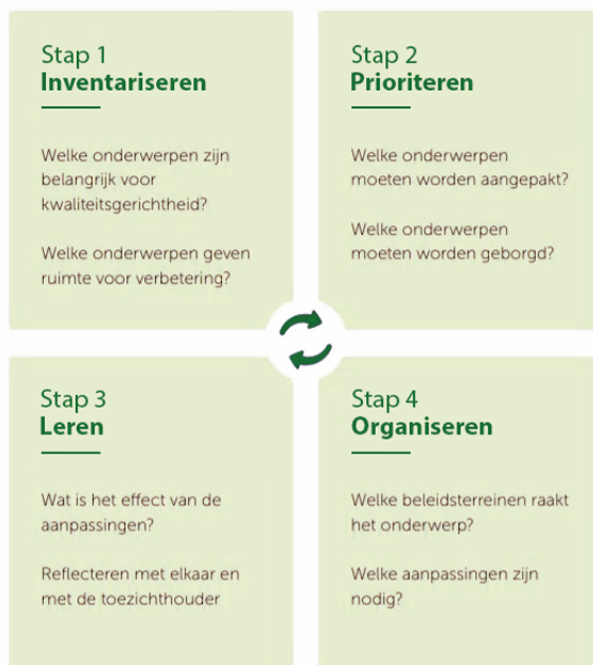 Stap 1
Inventariseren
Welke onderwerpen zijn
belangrijk voor
kwaliteitsgerichtheid?
Welke onderwerpen geven
ruimte voor verbetering?
Stap 2
Prioriteren
Welke onderwerpen
moeten worden aangepakt?
Welke onderwerpen
moeten worden geborgd?
Stap 3
Leren
Wat is het effect van de
aanpassingen?
Reflecteren met elkaar en
met de toezichthouder
Stap 4
Organiseren
Welke beleidsterreinen raakt
het onderwerp?
Welke aanpassingen zijn
nodig?